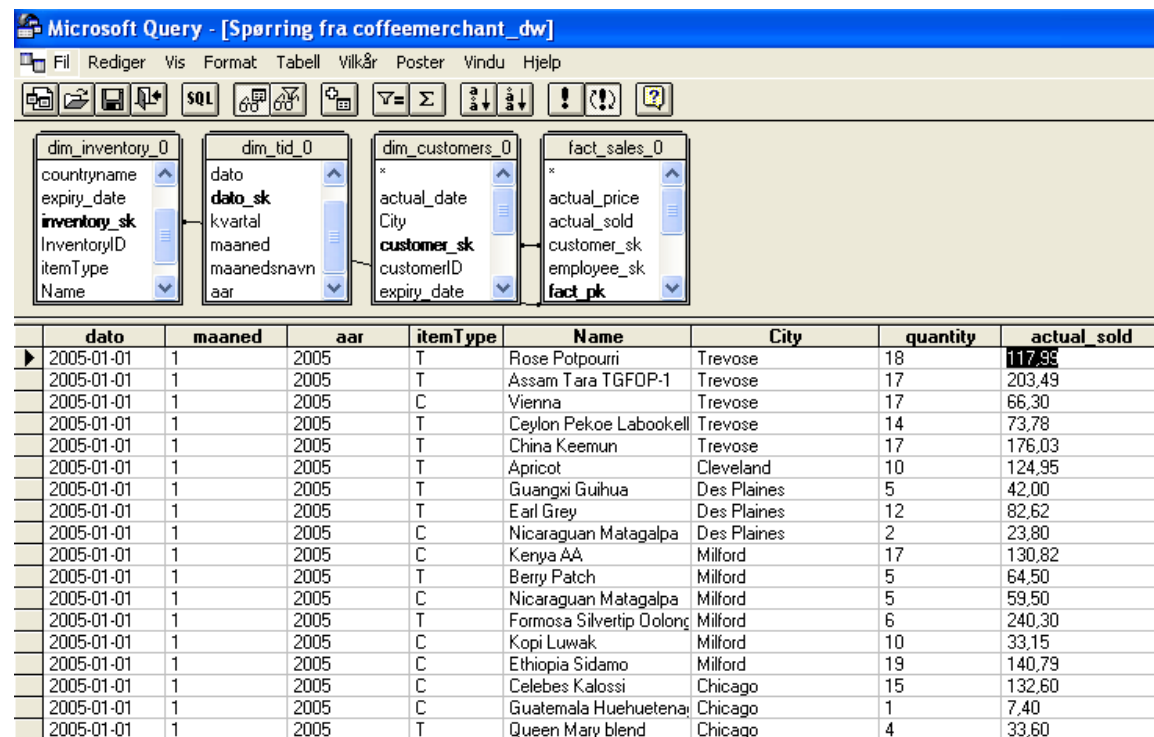 Microsoft Query - [Spørring fra coffeemerchant_dw]
Fil Rediger Vis Format Tabell Vilkår Poster Vindu Hjelp
SQL
dim_inventory_0
countryname
expiry_date
inventory_sk
InventoryID
itemType
Name
dim_tid_0
dato
dato_sk
kvartal
maaned
maanedsnavn
aar
dim_customers_0
*
actual_date
City
customer_sk
customerID
expiry_date
fact_sales_0
*
actual_price
actual_sold
customer_sk
employee_sk
fact_pk
dato maaned aar itemType Name City quantity actual_sold
2005-01-01 1 2005 T Rose Potpourri Trevose 18 117,99
2005-01-01 1 2005 T Assam Tara TGFOP-1 Trevose 17 203,49
2005-01-01 1 2005 C Vienna Trevose 17 66,30
2005-01-01 1 2005 T Ceylon Pekoe Labookell Trevose 14 73,78
2005-01-01 1 2005 T China Keemun Trevose 17 176,03
2005-01-01 1 2005 T Apricot Cleveland 10 124,95
2005-01-01 1 2005 T Guangxi Guihua Des Plaines 5 42,00
2005-01-01 1 2005 T Earl Grey Des Plaines 12 82,62
2005-01-01 1 2005 C Nicaraguan Matagalpa Des Plaines 2 23,80
2005-01-01 1 2005 C Kenya AA Milford 17 130,82
2005-01-01 1 2005 T Berry Patch Milford 5 64,50
2005-01-01 1 2005 C Nicaraguan Matagalpa Milford 5 59,50
2005-01-01 1 2005 T Formosa Silvertip Oolong Milford 6 240,30
2005-01-01 1 2005 C Kopi Luwak Milford 10 33,15
2005-01-01 1 2005 C Ethiopia Sidamo Milford 19 140,79
2005-01-01 1 2005 C Celebes Kalossi Chicago 15 132,60
2005-01-01 1 2005 C Guatemala Huehuetena Chicago 1 7,40
2005-01-01 1 2005 T Queen Mary blend Chicago 4 33,60